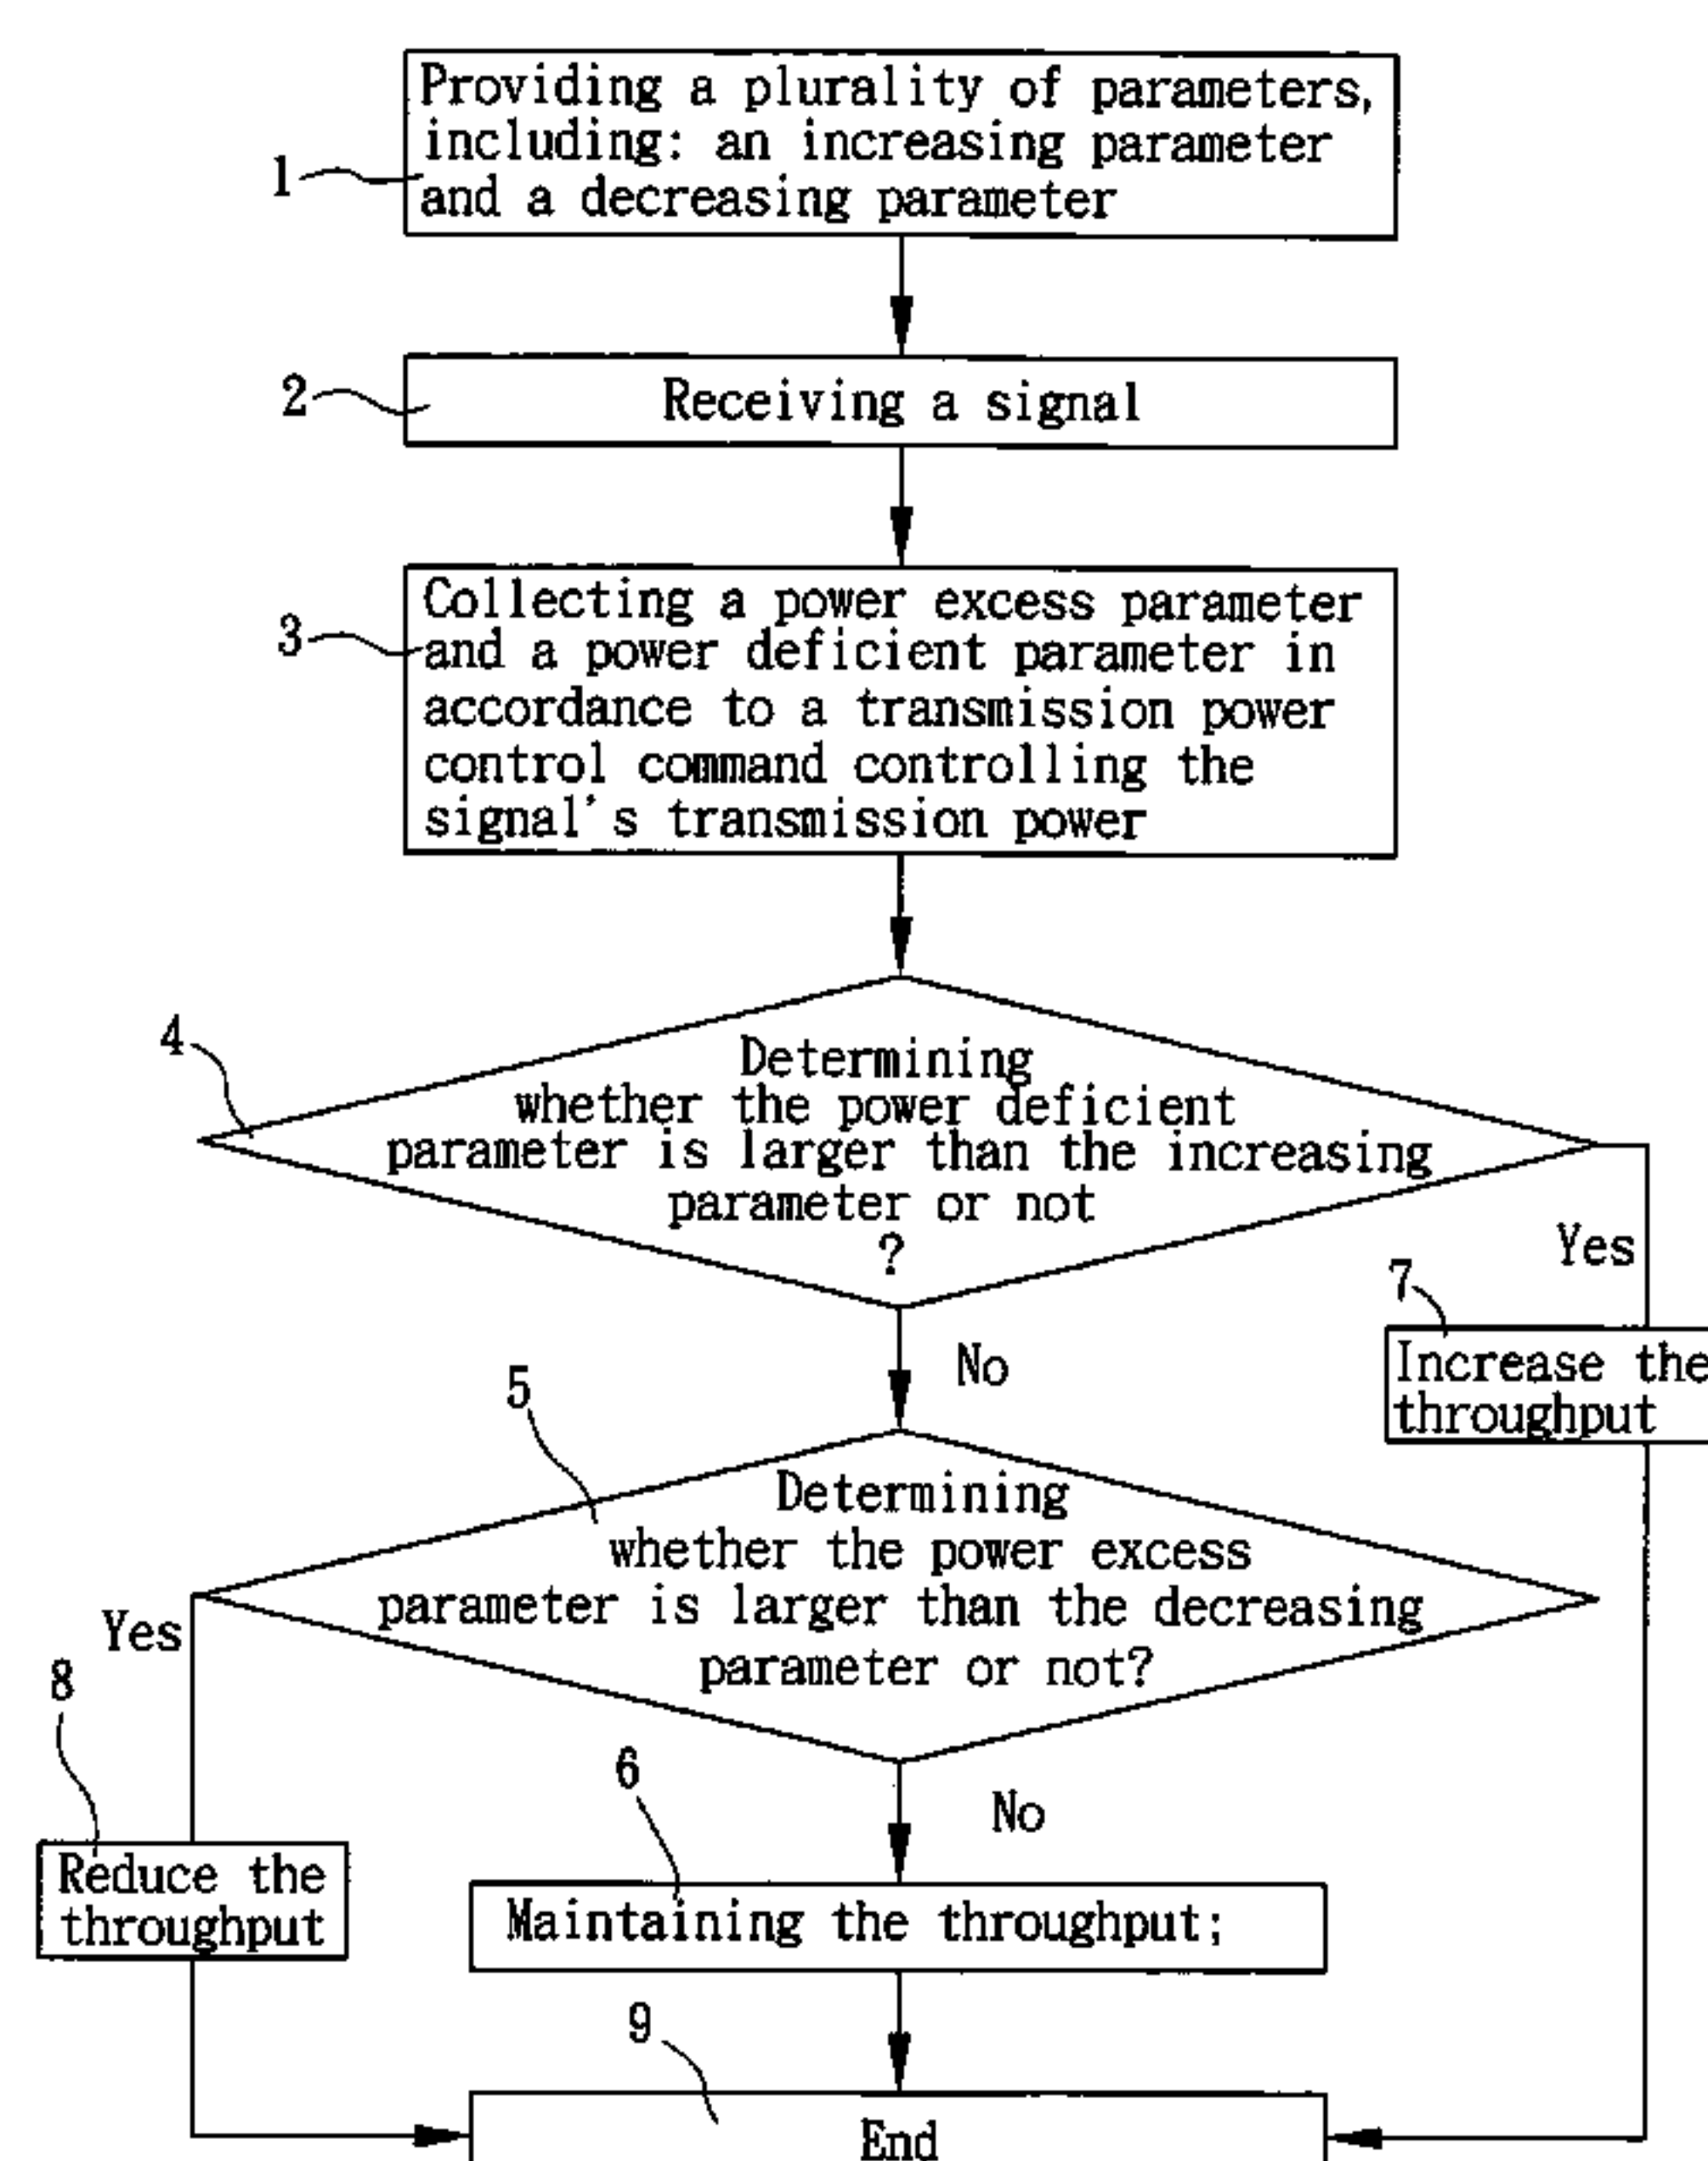 Providing a plurality of parameters,
including: an increasing parameter
and a decreasing parameter
1
2
Receiving a signal
3
Collecting a power excess parameter
and a power deficient parameter in
accordance to a transmission power
control command controlling the
signal's transmission power
4
Determining
whether the power deficient
parameter is larger than the increasing
parameter or not
?
Yes
7
Increase the
throughput
No
5
Determining
whether the power excess
parameter is larger than the decreasing
parameter or not?
Yes
8
Reduce the
throughput
No
6
Maintaining the throughput;
9
End